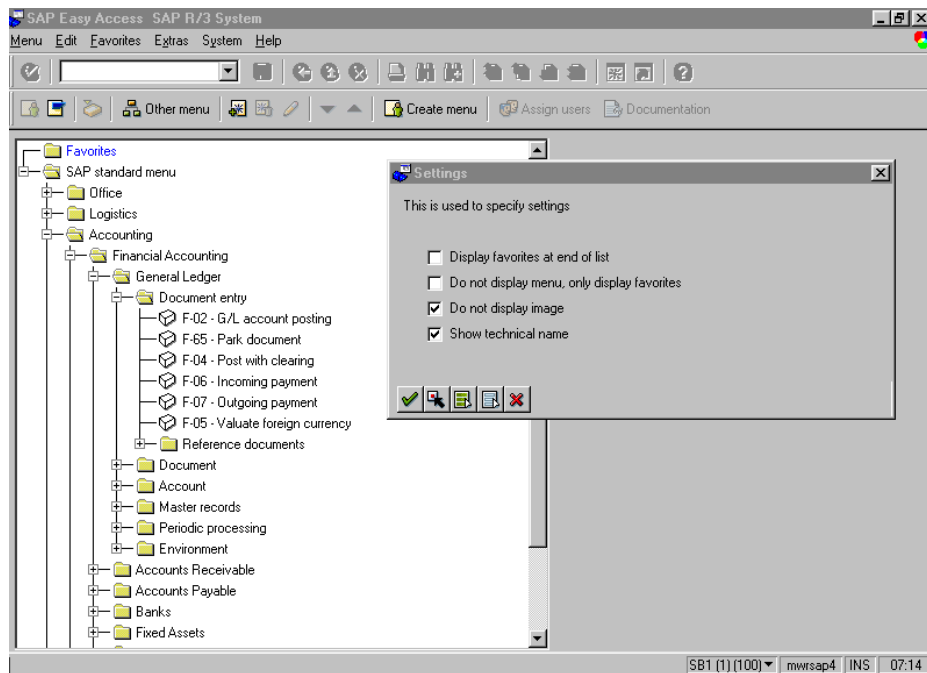 SAP Easy Access SAP R/3 System
Menu Edit Favorites Extras System Help
Other menu Create menu Assign users Documentation
Favorites
SAP standard menu
Office
Logistics
Accounting
Financial Accounting
General Ledger
Document entry
F-02 - G/L account posting
F-65 - Park document
F-04 - Post with clearing
F-06 - Incoming payment
F-07 - Outgoing payment
F-05 - Valuate foreign currency
Reference documents
Document
Account
Master records
Periodic processing
Environment
Accounts Receivable
Accounts Payable
Banks
Fixed Assets
Settings
This is used to specify settings
Display favorites at end of list
Do not display menu, only display favorites
Do not display image
Show technical name
SB1 (1) (100) mwrsap4 INS 07:14